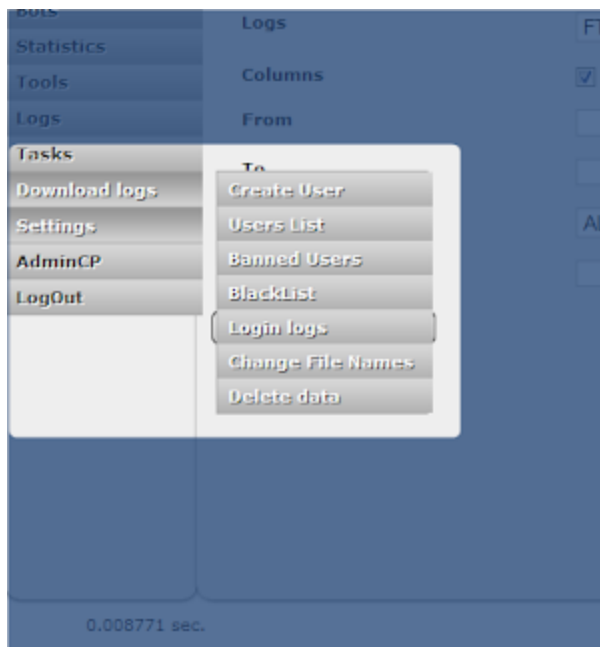 Bots
Statistics
Tools
Logs
Tasks
Download logs
Settings
AdminCP
LogOut
Logs
Columns
From
To
Create User
Users List
Banned Users
BlackList
Login logs
Change File Names
Delete data
0.008771 sec.